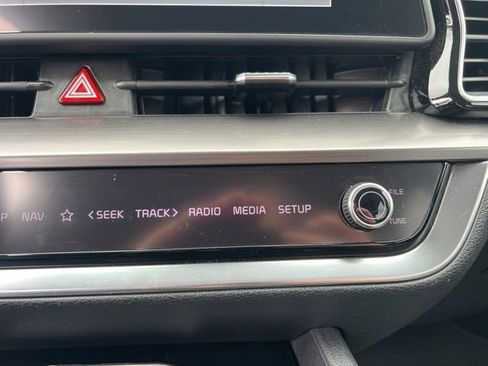 P NAV ☆ <SEEK TRACK> RADIO MEDIA SETUP
FILE
TUNE